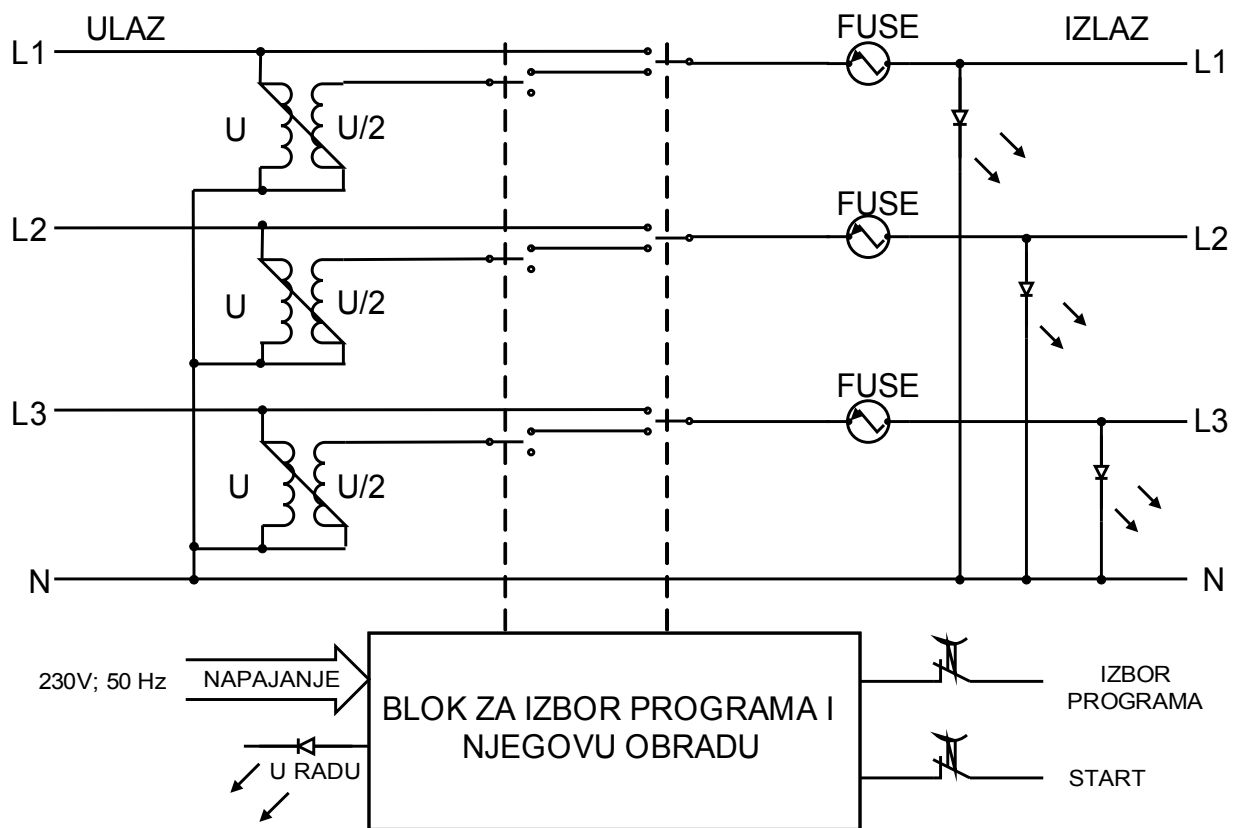 ULAZ
FUSE
IZLAZ
L1
L1
U
U/2
FUSE
L2
L2
U
U/2
FUSE
L3
L3
U
U/2
N
N
230V; 50 Hz
NAPAJANJE
BLOK ZA IZBOR PROGRAMA I
NJEGOVU OBRADU
U RADU
IZBOR
PROGRAMA
START